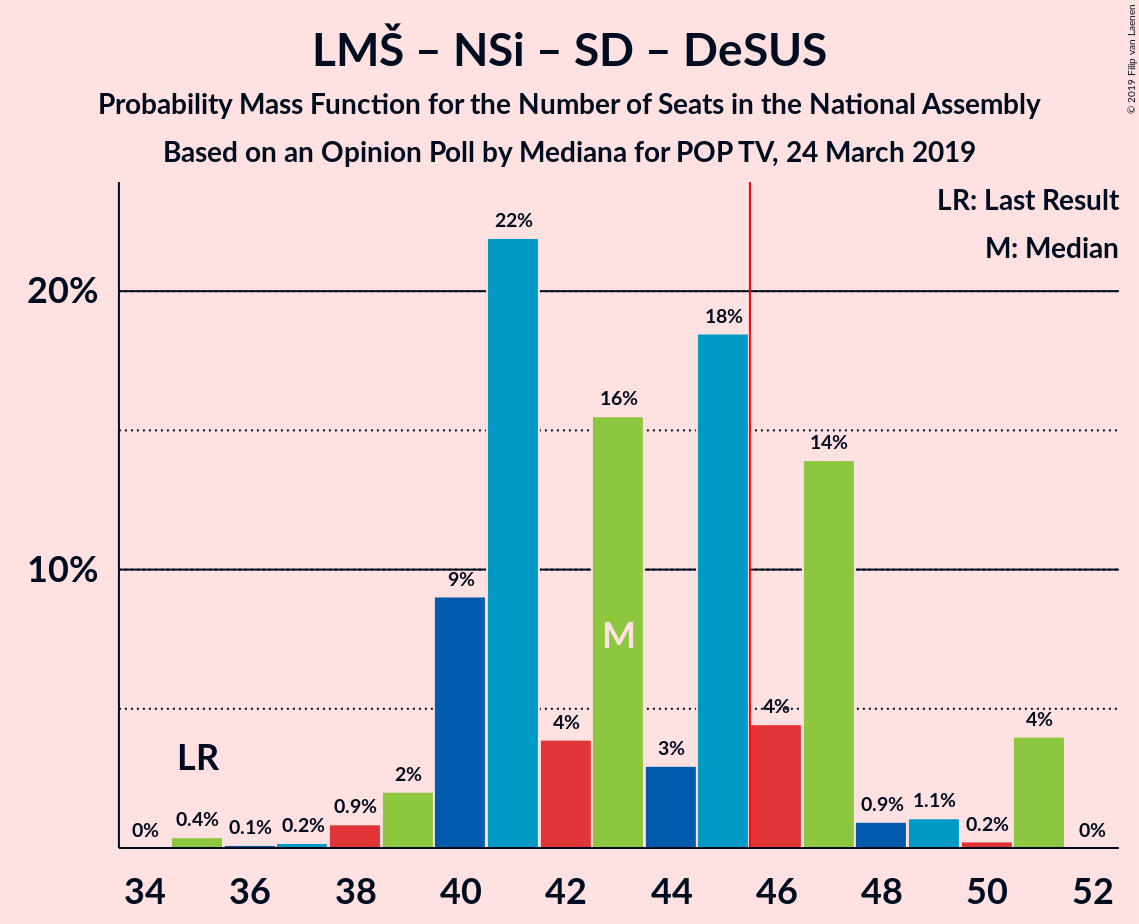 LMŠ – NSi – SD – DeSUS
Probability Mass Function for the Number of Seats in the National Assembly
Based on an Opinion Poll by Mediana for POP TV, 24 March 2019
© 2019 Filip van Laenen
LR: Last Result
M: Median
20%
10%
0%
0.4%
0.1%
0.2%
0.9%
2%
9%
22%
4%
16%
3%
18%
4%
14%
0.9%
1.1%
0.2%
4%
0%
LR
M
34 36 38 40 42 44 46 48 50 52